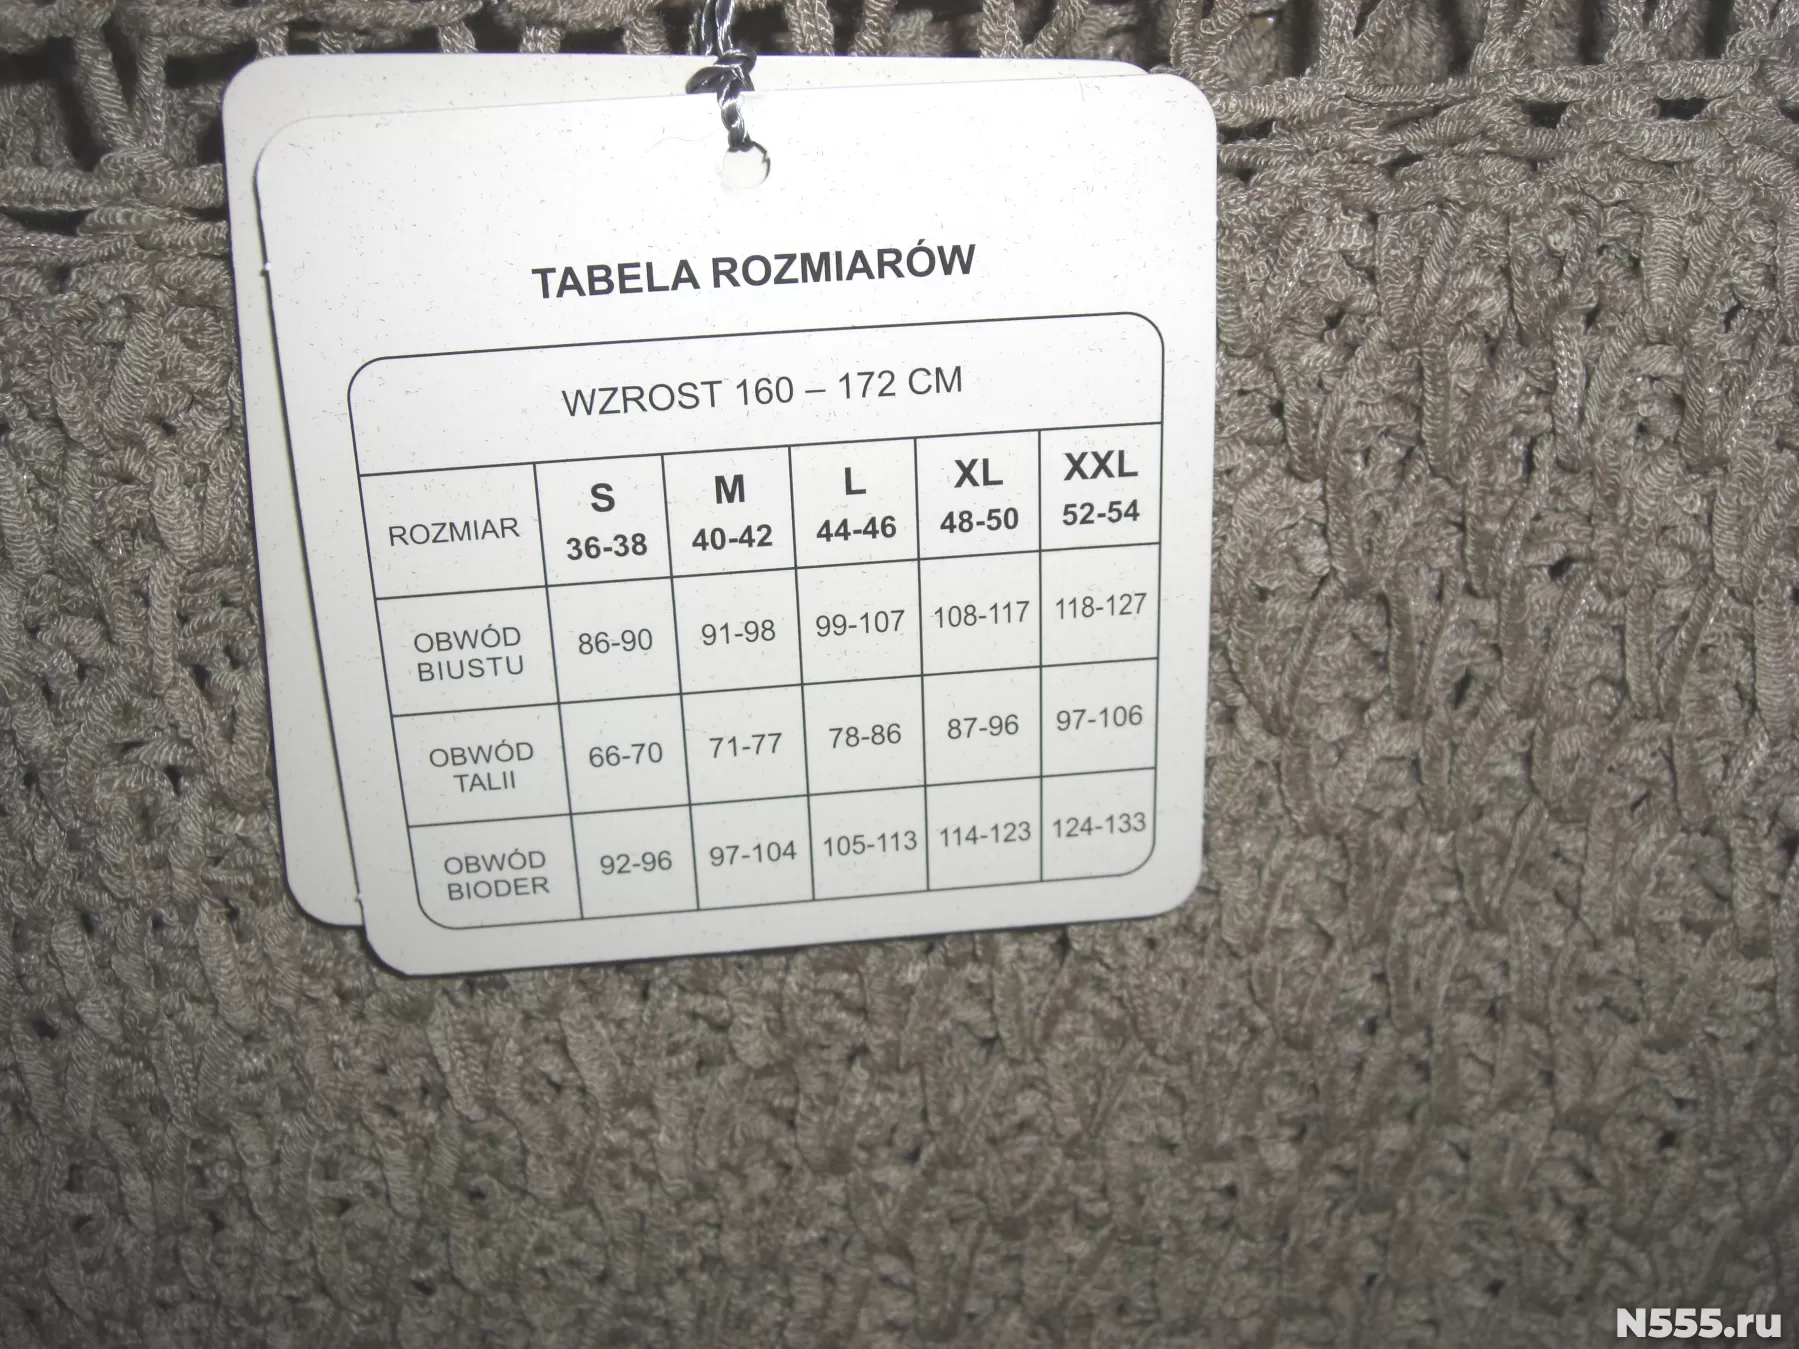 TABELA ROZMIARÓW
WZROST 160 – 172 CM
ROZMIAR S 36-38 M 40-42 L 44-46 XL 48-50 XXL 52-54
OBWÓD BIUSTU 86-90 91-98 99-107 108-117 118-127
OBWÓD TALII 66-70 71-77 78-86 87-96 97-106
OBWÓD BIODER 92-96 97-104 105-113 114-123 124-133
N555.ru